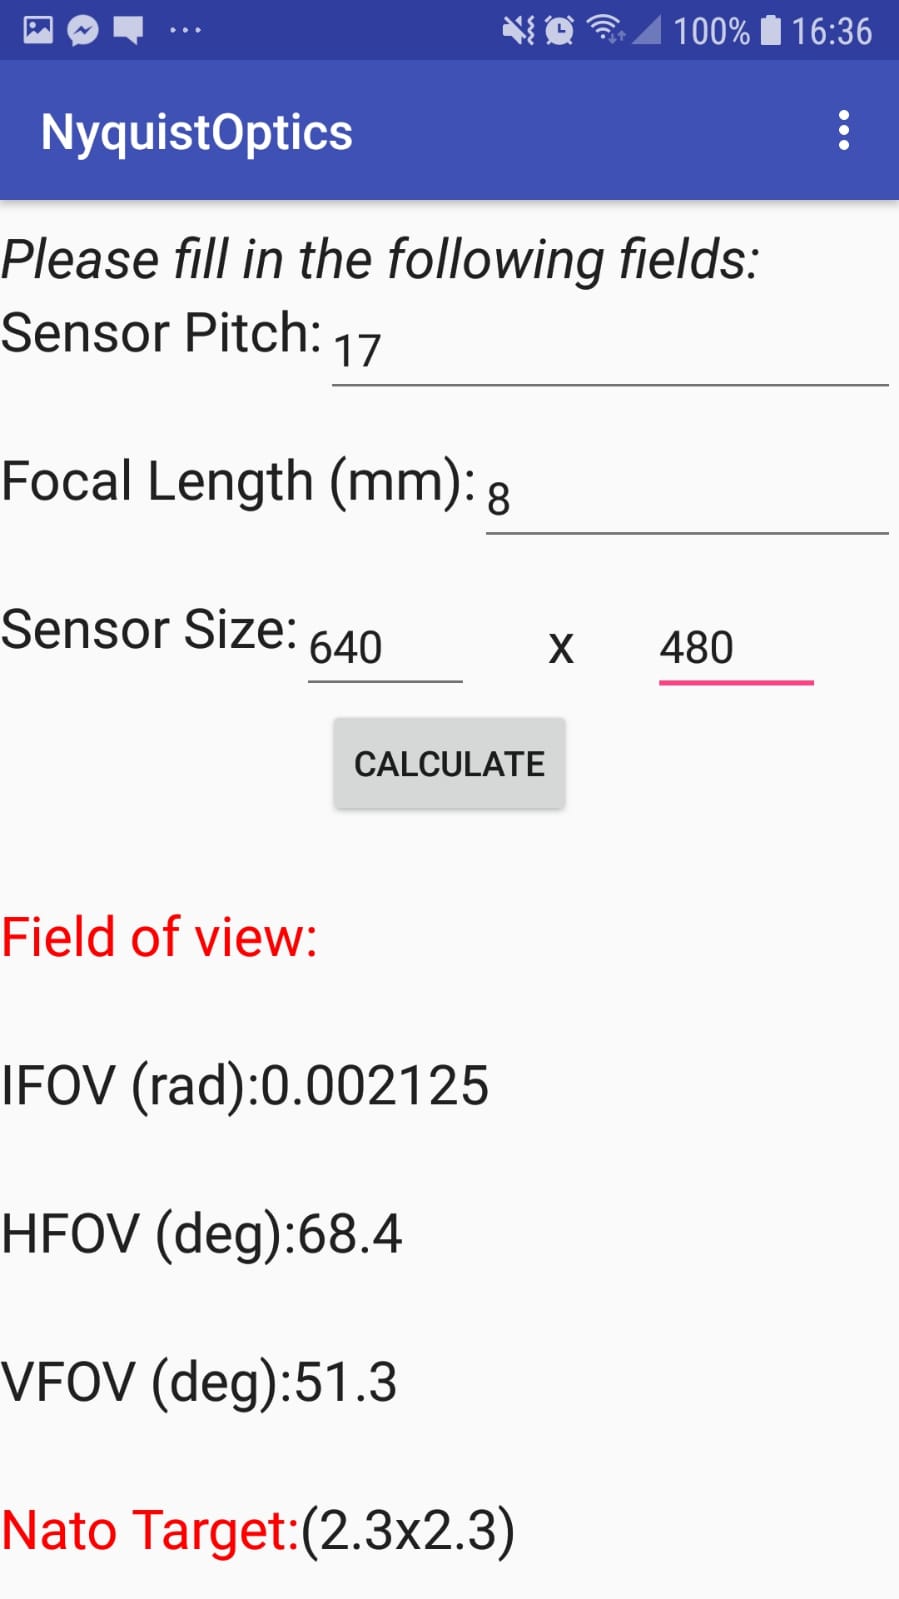 100% 16:36
NyquistOptics
Please fill in the following fields:
Sensor Pitch: 17
Focal Length (mm): 8
Sensor Size: 640 x 480
CALCULATE
Field of view:
IFOV (rad):0.002125
HFOV (deg):68.4
VFOV (deg):51.3
Nato Target:(2.3x2.3)